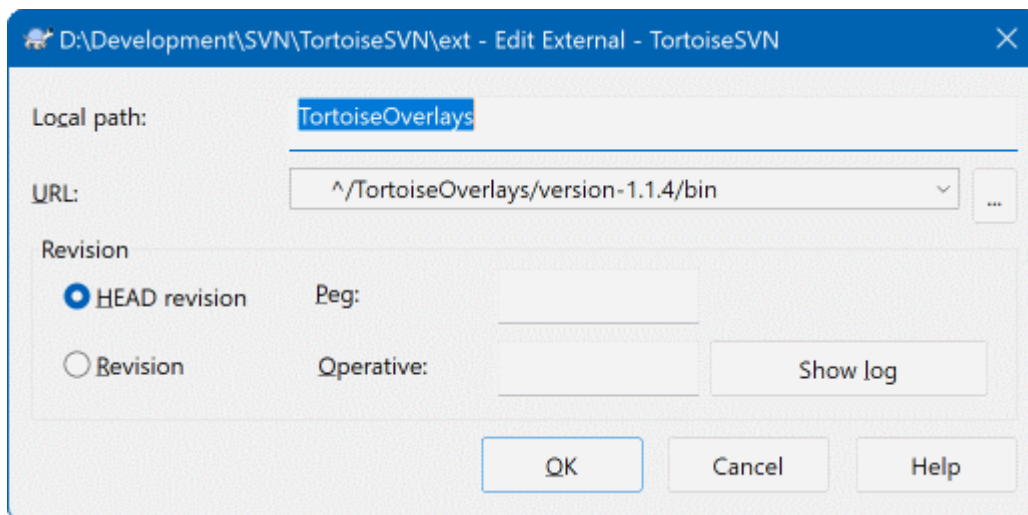 D:\Development\SVN\TortoiseSVN\ext - Edit External - TortoiseSVN
Local path: TortoiseOverlays
URL: ^/TortoiseOverlays/version-1.1.4/bin ...
Revision
HEAD revision Peg:
Revision Operative: Show log
OK Cancel Help